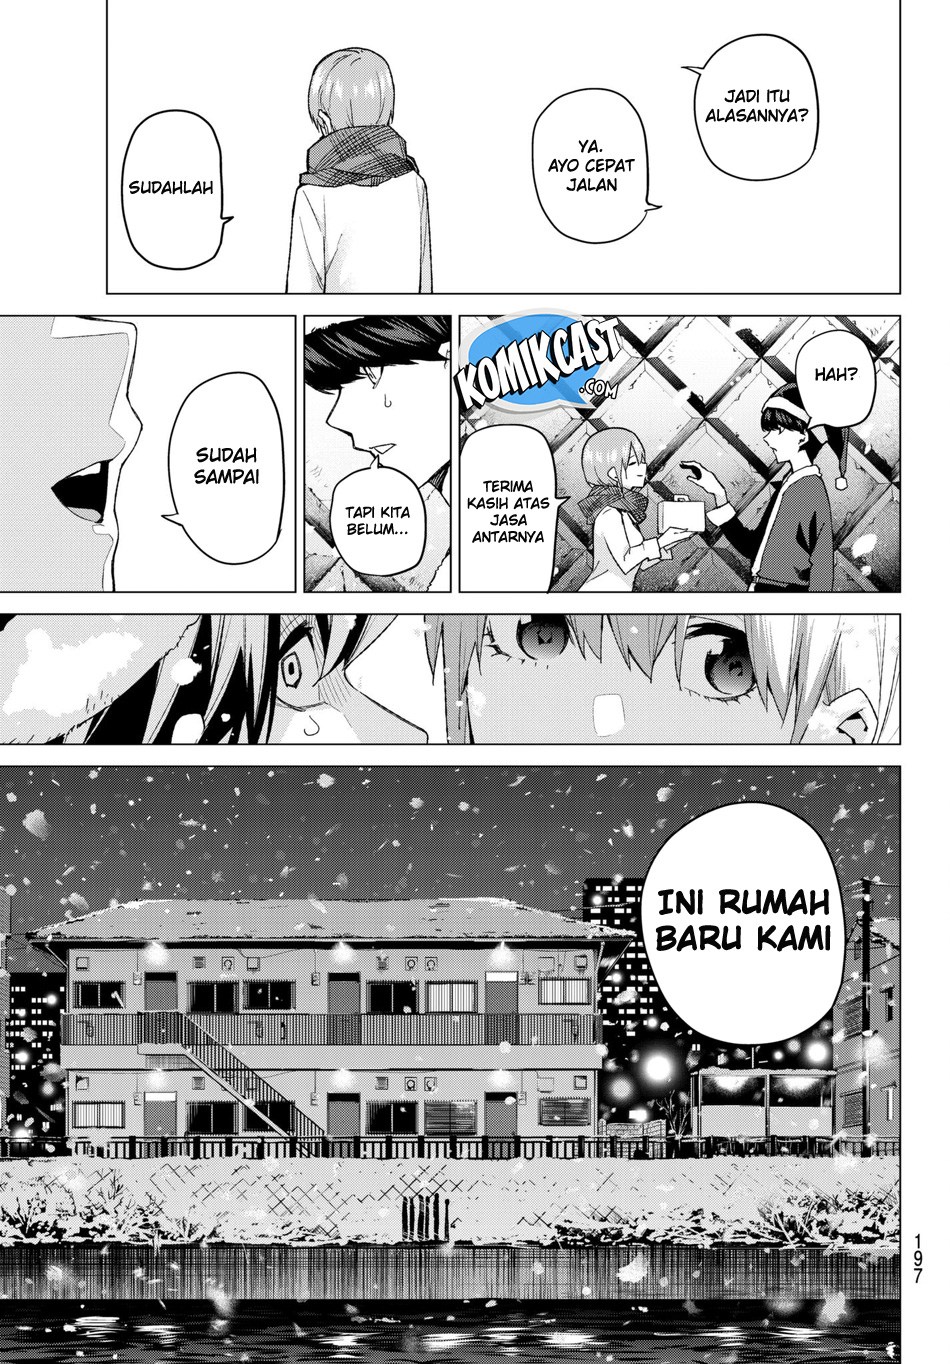 JADI ITU
ALASANNYA?
YA.
AYO CEPAT
JALAN
SUDAHLAH
HAH?
KOMIKCAST
.COM
TERIMA
KASIH ATAS
JASA
ANTARNYA
TAPI KITA
BELUM...
SUDAH
SAMPAI
INI RUMAH
BARU KAMI
197